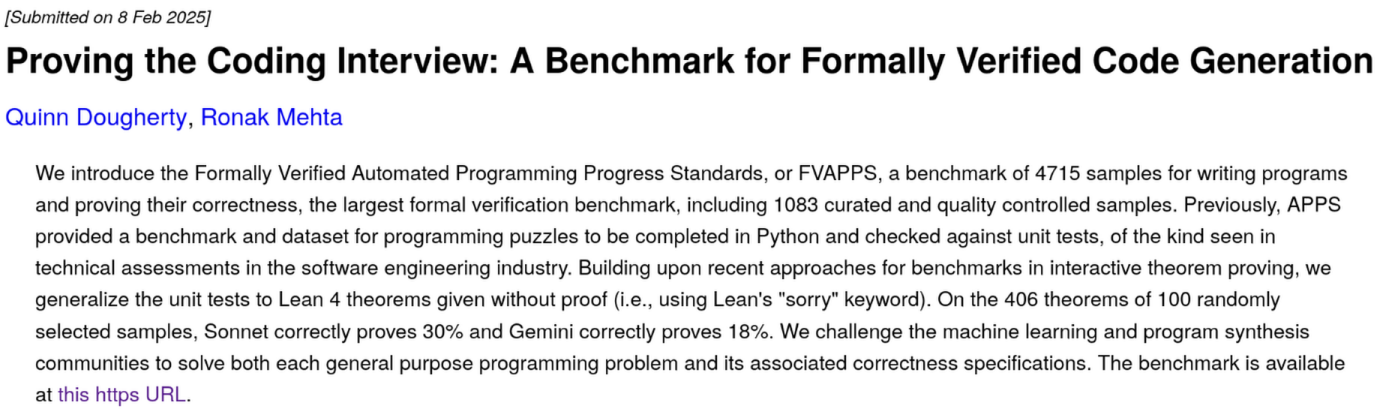 [Submitted on 8 Feb 2025]
Proving the Coding Interview: A Benchmark for Formally Verified Code Generation
Quinn Dougherty, Ronak Mehta
We introduce the Formally Verified Automated Programming Progress Standards, or FVAPPS, a benchmark of 4715 samples for writing programs
and proving their correctness, the largest formal verification benchmark, including 1083 curated and quality controlled samples. Previously, APPS
provided a benchmark and dataset for programming puzzles to be completed in Python and checked against unit tests, of the kind seen in
technical assessments in the software engineering industry. Building upon recent approaches for benchmarks in interactive theorem proving, we
generalize the unit tests to Lean 4 theorems given without proof (i.e., using Lean's "sorry" keyword). On the 406 theorems of 100 randomly
selected samples, Sonnet correctly proves 30% and Gemini correctly proves 18%. We challenge the machine learning and program synthesis
communities to solve both each general purpose programming problem and its associated correctness specifications. The benchmark is available
at this https URL.